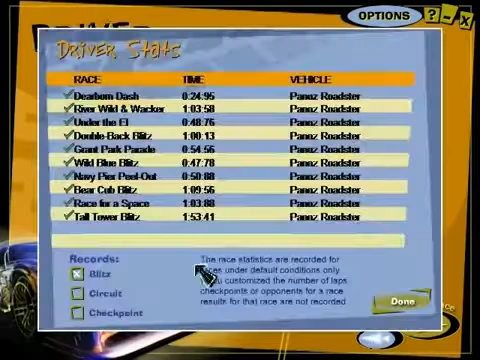 DRIVER
OPTIONS
? - X
DRIVER STATS
RACE TIME VEHICLE
Dearborn Dash 0:24:95 Panoz Roadster
River Wild & Wacker 1:03:58 Panoz Roadster
Under the El 0:48:76 Panoz Roadster
Double-Back Blitz 1:00:13 Panoz Roadster
Grant Park Parade 0:54:56 Panoz Roadster
Wild Blue Blitz 0:47:78 Panoz Roadster
Navy Pier Peel-Out 0:50:88 Panoz Roadster
Bear Cub Blitz 1:09:56 Panoz Roadster
Race for a Space 1:03:88 Panoz Roadster
Tall Tower Blitz 1:53:41 Panoz Roadster
Records:
Blitz
Circuit
Checkpoint
The race statistics are recorded for
races under default conditions only
you customized the number of laps
checkpoints or opponents for a race
results for that race are not recorded
Done